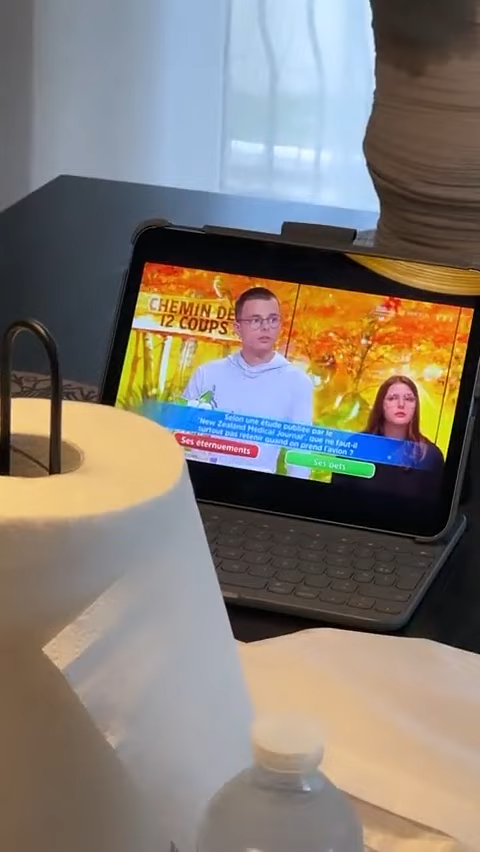 CHEMIN DE
12 COUPS
Selon une étude publiée par le
'New Zealand Medical Journal', que ne faut-il
surtout pas retenir quand on prend l'avion ?
Ses éternuements
Ses pets